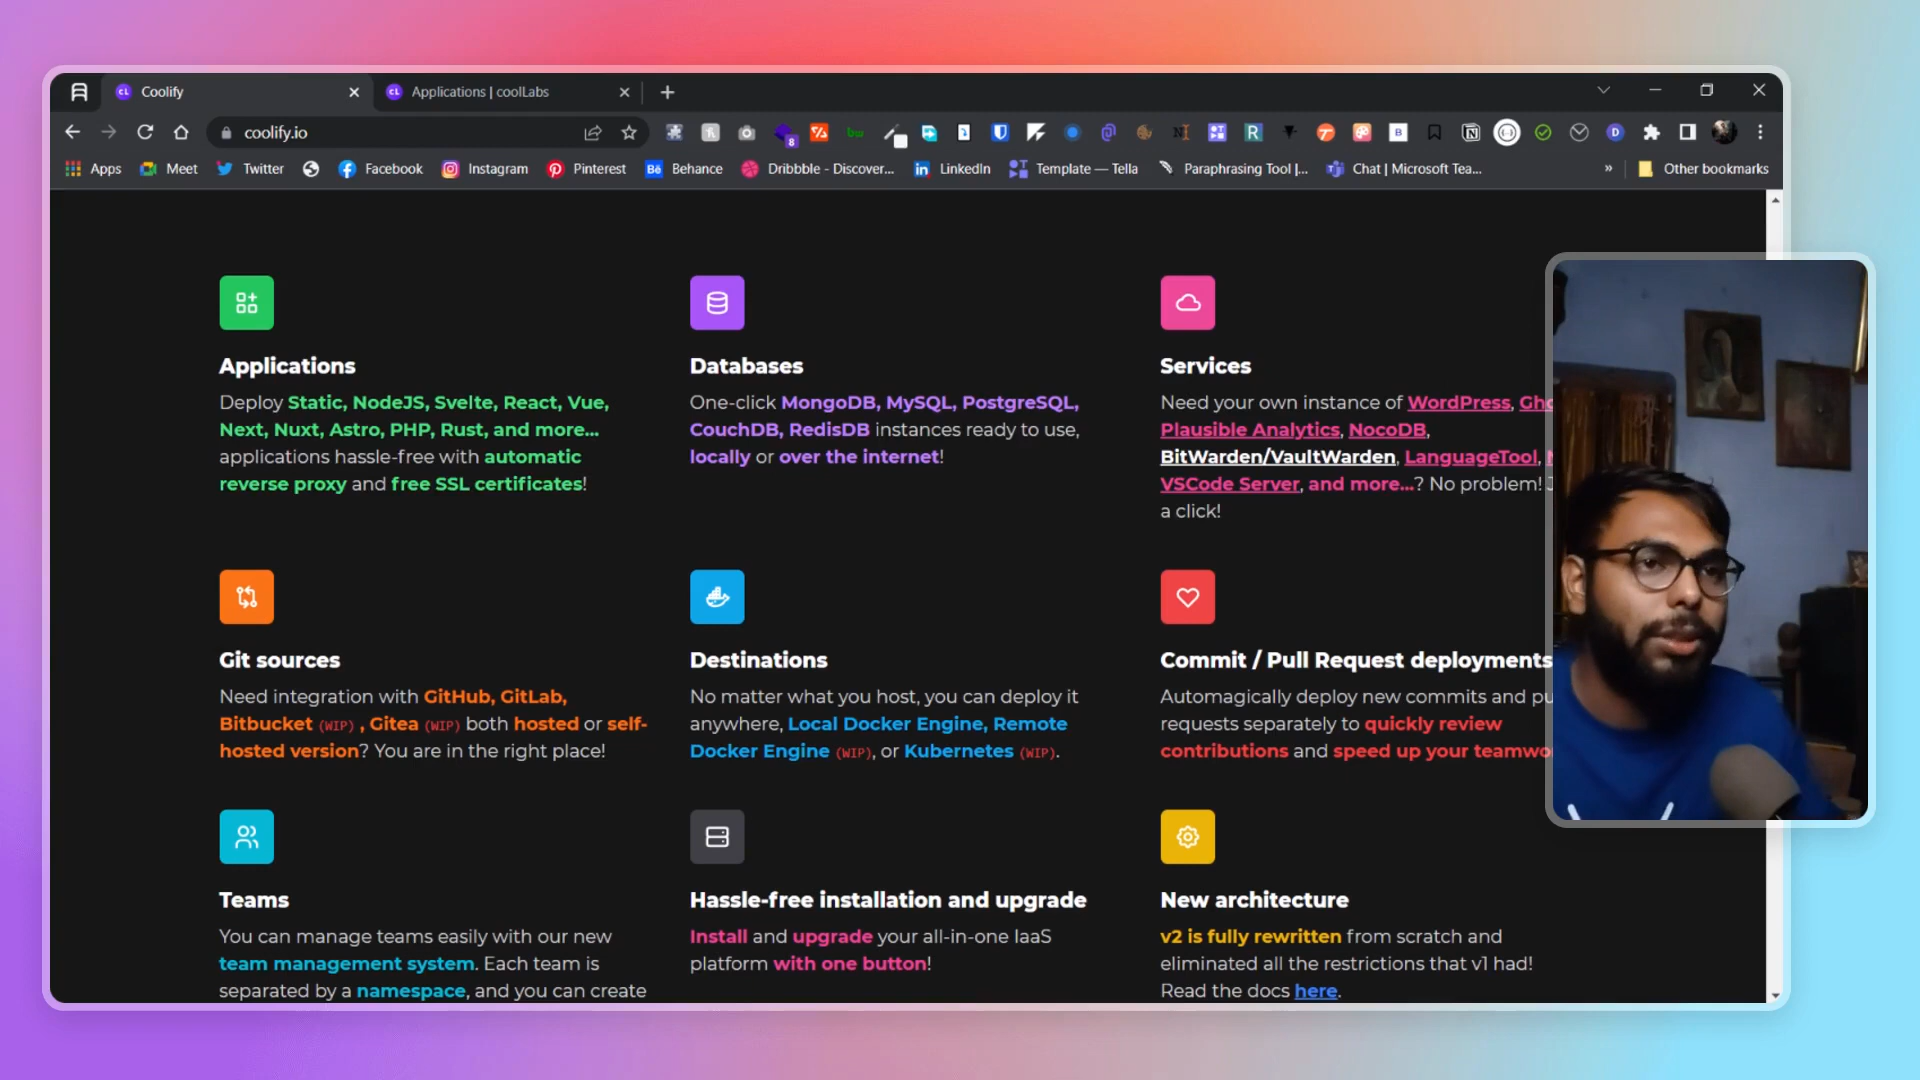 Coolify
Applications | coolLabs
coolify.io
8
bw
R
B
D
Apps
Meet
Twitter
Facebook
Instagram
Pinterest
Behance
Dribbble - Discover...
LinkedIn
Template — Tella
Paraphrasing Tool |...
Chat | Microsoft Tea...
Other bookmarks
Applications
Deploy Static, NodeJS, Svelte, React, Vue,
Next, Nuxt, Astro, PHP, Rust, and more...
applications hassle-free with automatic
reverse proxy and free SSL certificates!
Databases
One-click MongoDB, MySQL, PostgreSQL,
CouchDB, RedisDB instances ready to use,
locally or over the internet!
Services
Need your own instance of WordPress,
Plausible Analytics, NocoDB,
BitWarden/VaultWarden, LanguageTool,
VSCode Server, and more...? No problem!
a click!
Git sources
Need integration with GitHub, GitLab,
Bitbucket (WIP) , Gitea (WIP) both hosted or self-
hosted version? You are in the right place!
Destinations
No matter what you host, you can deploy it
anywhere, Local Docker Engine, Remote
Docker Engine (WIP), or Kubernetes (WIP).
Commit / Pull Request deployments
Automagically deploy new commits and pu
requests separately to quickly review
contributions and speed up your teamwo
Teams
You can manage teams easily with our new
team management system. Each team is
separated by a namespace, and you can create
Hassle-free installation and upgrade
Install and upgrade your all-in-one IaaS
platform with one button!
New architecture
v2 is fully rewritten from scratch and
eliminated all the restrictions that v1 had!
Read the docs here.